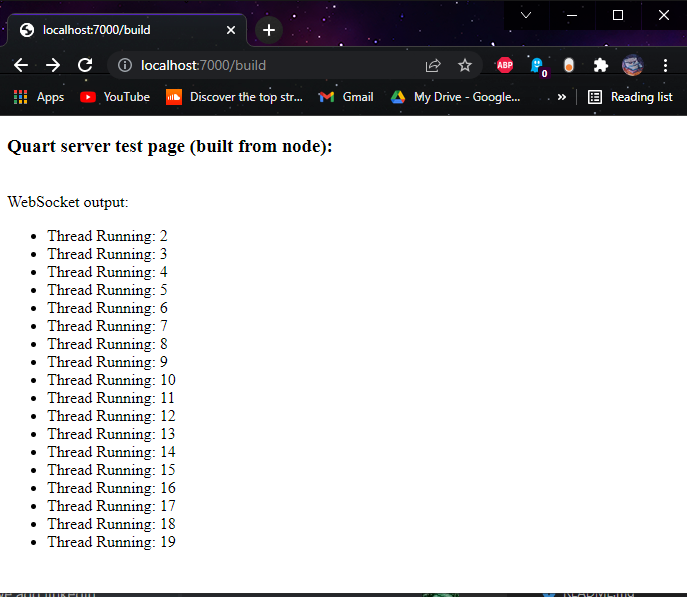 localhost:7000/build
localhost:7000/build
ABP
0
Apps
YouTube
Discover the top str...
Gmail
My Drive - Google...
»
Reading list
Quart server test page (built from node):
WebSocket output:
Thread Running: 2
Thread Running: 3
Thread Running: 4
Thread Running: 5
Thread Running: 6
Thread Running: 7
Thread Running: 8
Thread Running: 9
Thread Running: 10
Thread Running: 11
Thread Running: 12
Thread Running: 13
Thread Running: 14
Thread Running: 15
Thread Running: 16
Thread Running: 17
Thread Running: 18
Thread Running: 19